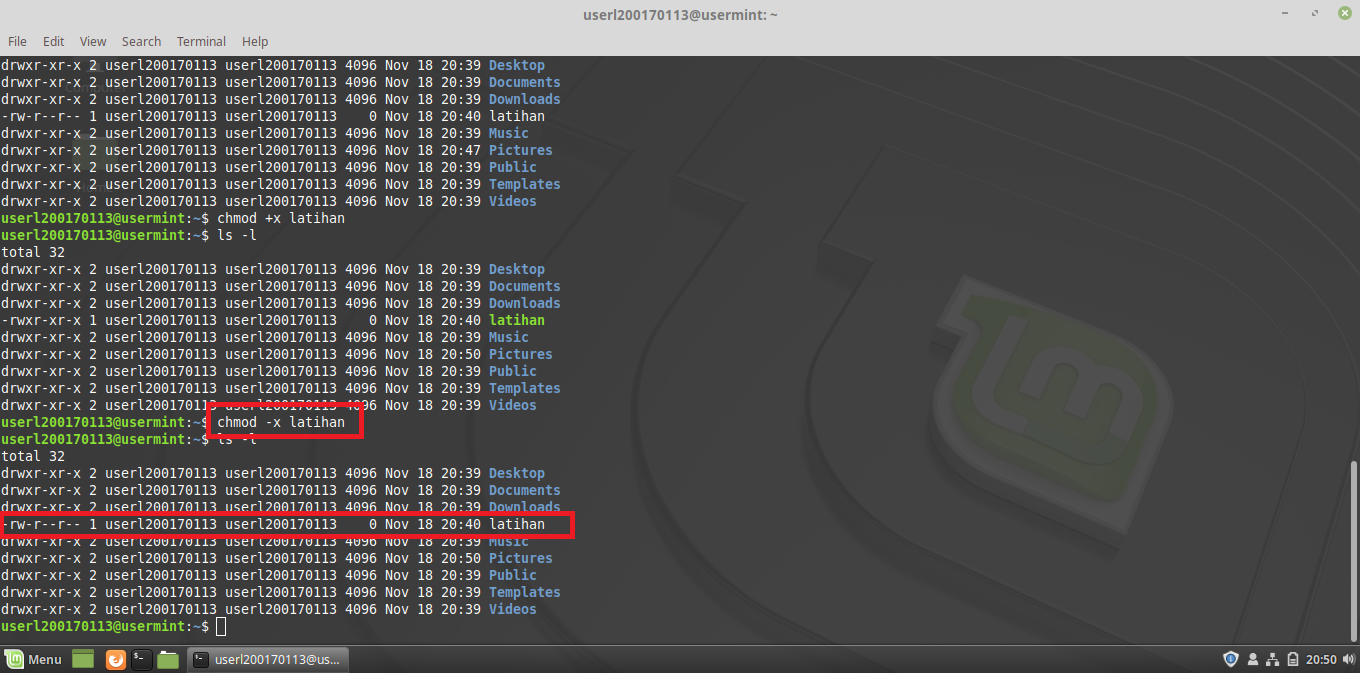 userl200170113@usermint: ~
File Edit View Search Terminal Help
drwxr-xr-x 2 userl200170113 userl200170113 4096 Nov 18 20:39 Desktop
drwxr-xr-x 2 userl200170113 userl200170113 4096 Nov 18 20:39 Documents
drwxr-xr-x 2 userl200170113 userl200170113 4096 Nov 18 20:39 Downloads
-rw-r--r-- 1 userl200170113 userl200170113    0 Nov 18 20:40 latihan
drwxr-xr-x 2 userl200170113 userl200170113 4096 Nov 18 20:39 Music
drwxr-xr-x 2 userl200170113 userl200170113 4096 Nov 18 20:47 Pictures
drwxr-xr-x 2 userl200170113 userl200170113 4096 Nov 18 20:39 Public
drwxr-xr-x 2 userl200170113 userl200170113 4096 Nov 18 20:39 Templates
drwxr-xr-x 2 userl200170113 userl200170113 4096 Nov 18 20:39 Videos
userl200170113@usermint:~$ chmod +x latihan
userl200170113@usermint:~$ ls -l
total 32
drwxr-xr-x 2 userl200170113 userl200170113 4096 Nov 18 20:39 Desktop
drwxr-xr-x 2 userl200170113 userl200170113 4096 Nov 18 20:39 Documents
drwxr-xr-x 2 userl200170113 userl200170113 4096 Nov 18 20:39 Downloads
-rwxr-xr-x 1 userl200170113 userl200170113    0 Nov 18 20:40 latihan
drwxr-xr-x 2 userl200170113 userl200170113 4096 Nov 18 20:39 Music
drwxr-xr-x 2 userl200170113 userl200170113 4096 Nov 18 20:50 Pictures
drwxr-xr-x 2 userl200170113 userl200170113 4096 Nov 18 20:39 Public
drwxr-xr-x 2 userl200170113 userl200170113 4096 Nov 18 20:39 Templates
drwxr-xr-x 2 userl200170113 userl200170113 4096 Nov 18 20:39 Videos
userl200170113@usermint:~$ chmod -x latihan
userl200170113@usermint:~$ ls -l
total 32
drwxr-xr-x 2 userl200170113 userl200170113 4096 Nov 18 20:39 Desktop
drwxr-xr-x 2 userl200170113 userl200170113 4096 Nov 18 20:39 Documents
drwxr-xr-x 2 userl200170113 userl200170113 4096 Nov 18 20:39 Downloads
-rw-r--r-- 1 userl200170113 userl200170113    0 Nov 18 20:40 latihan
drwxr-xr-x 2 userl200170113 userl200170113 4096 Nov 18 20:39 Music
drwxr-xr-x 2 userl200170113 userl200170113 4096 Nov 18 20:50 Pictures
drwxr-xr-x 2 userl200170113 userl200170113 4096 Nov 18 20:39 Public
drwxr-xr-x 2 userl200170113 userl200170113 4096 Nov 18 20:39 Templates
drwxr-xr-x 2 userl200170113 userl200170113 4096 Nov 18 20:39 Videos
userl200170113@usermint:~$
Menu userl200170113@us... 20:50